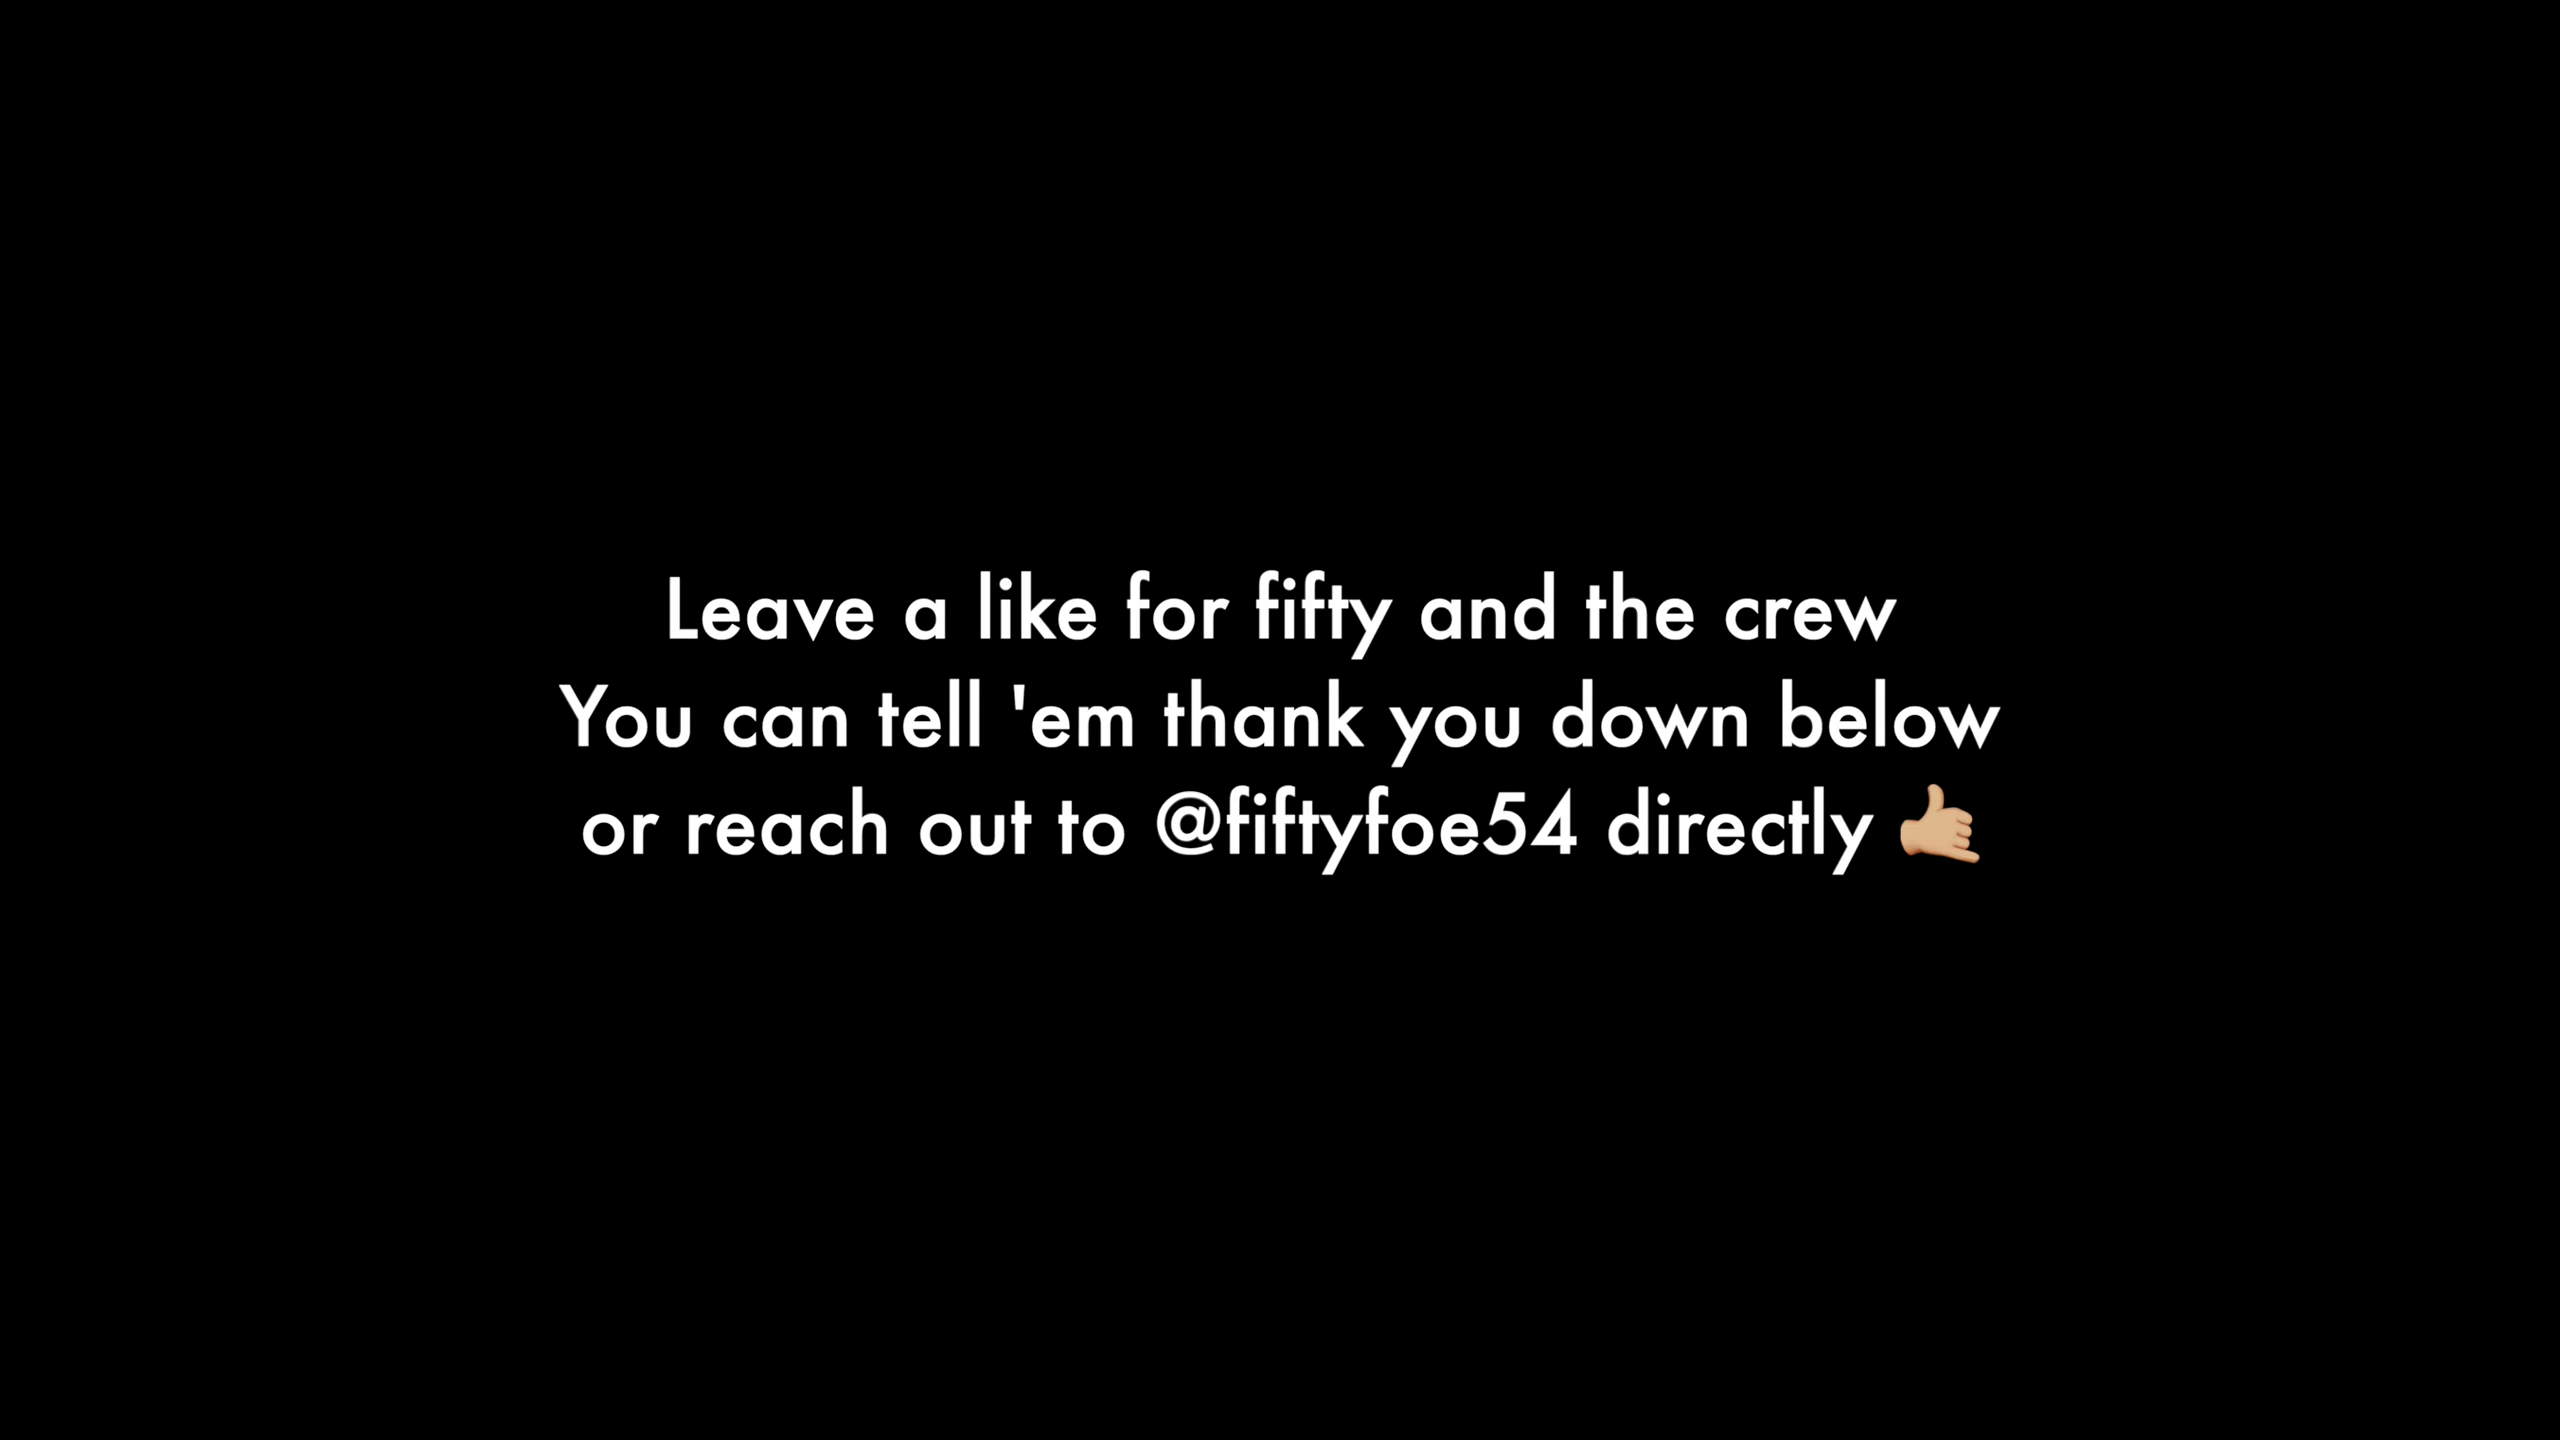 Leave a like for fifty and the crew
You can tell 'em thank you down below
or reach out to @fiftyfoe54 directly 🤙🏼